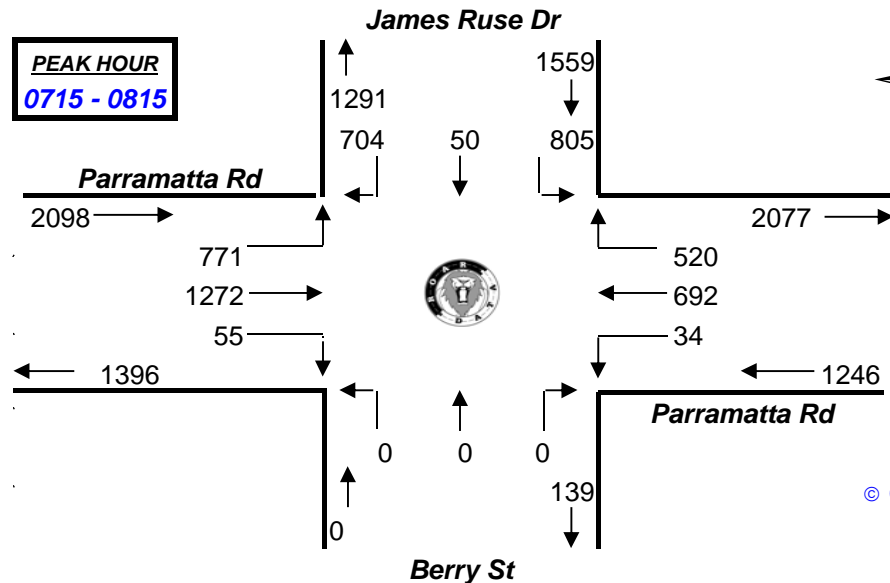 James Ruse Dr
PEAK HOUR
0715 - 0815
1559
1291
704 50 805
Parramatta Rd
2098
2077
771
520
1272
692
55
34
1396
1246
Parramatta Rd
0 0 0
139
©
0
Berry St